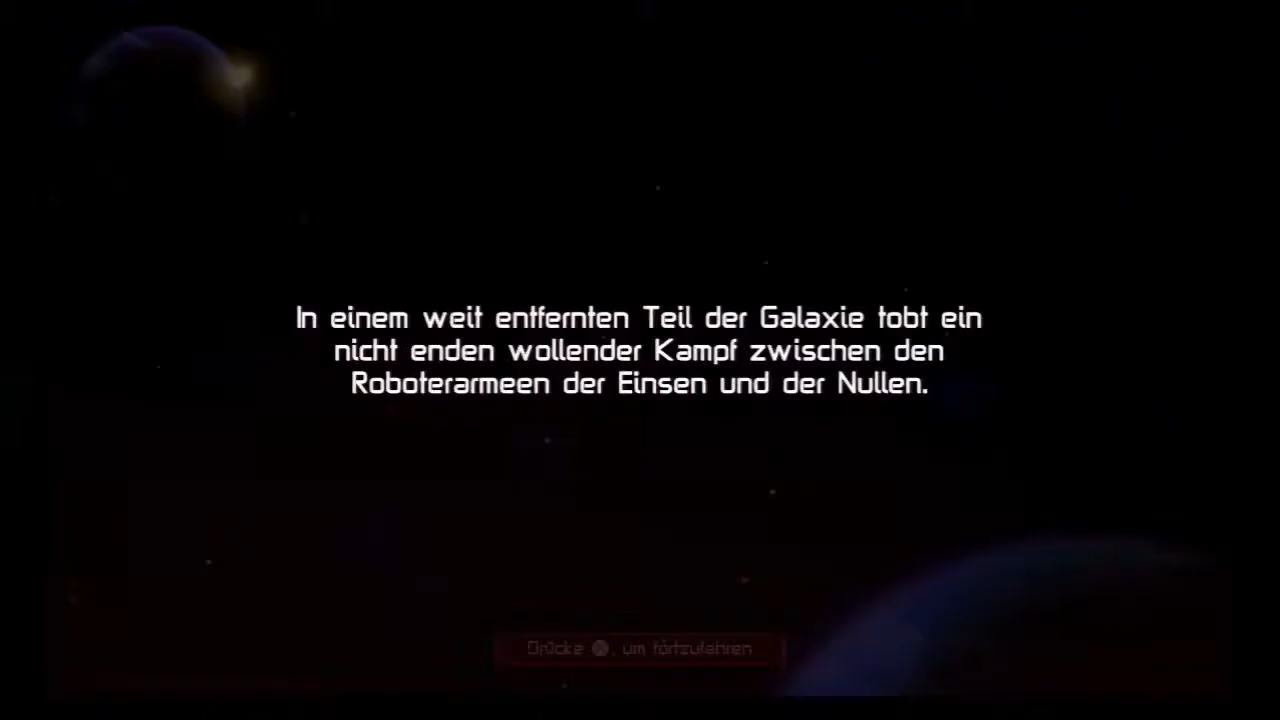 In einem weit entfernten Teil der Galaxie tobt ein
nicht enden wollender Kampf zwischen den
Roboterarmeen der Einsen und der Nullen.
Drücke , um fortzufahren